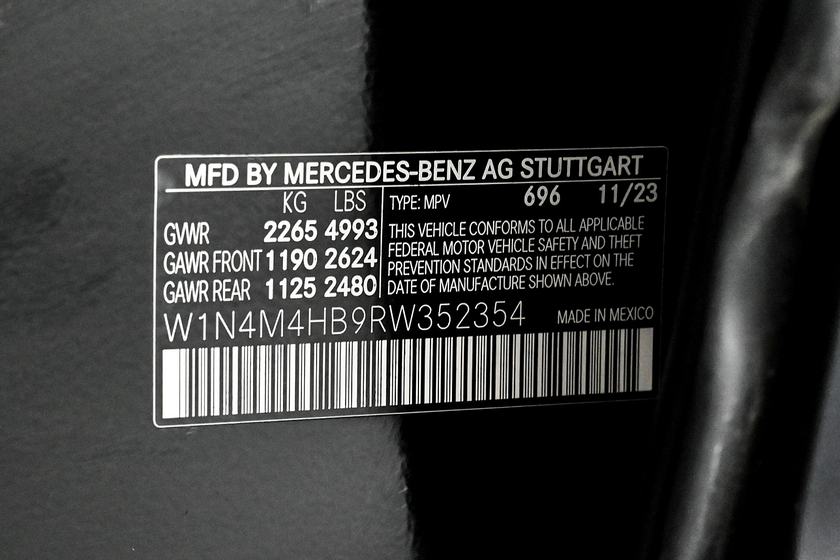 MFD BY MERCEDES-BENZ AG STUTTGART
KG LBS
GVWR 2265 4993
GAWR FRONT 1190 2624
GAWR REAR 1125 2480
TYPE: MPV 696 11/23
THIS VEHICLE CONFORMS TO ALL APPLICABLE
FEDERAL MOTOR VEHICLE SAFETY AND THEFT
PREVENTION STANDARDS IN EFFECT ON THE
DATE OF MANUFACTURE SHOWN ABOVE.
W1N4M4HB9RW352354 MADE IN MEXICO